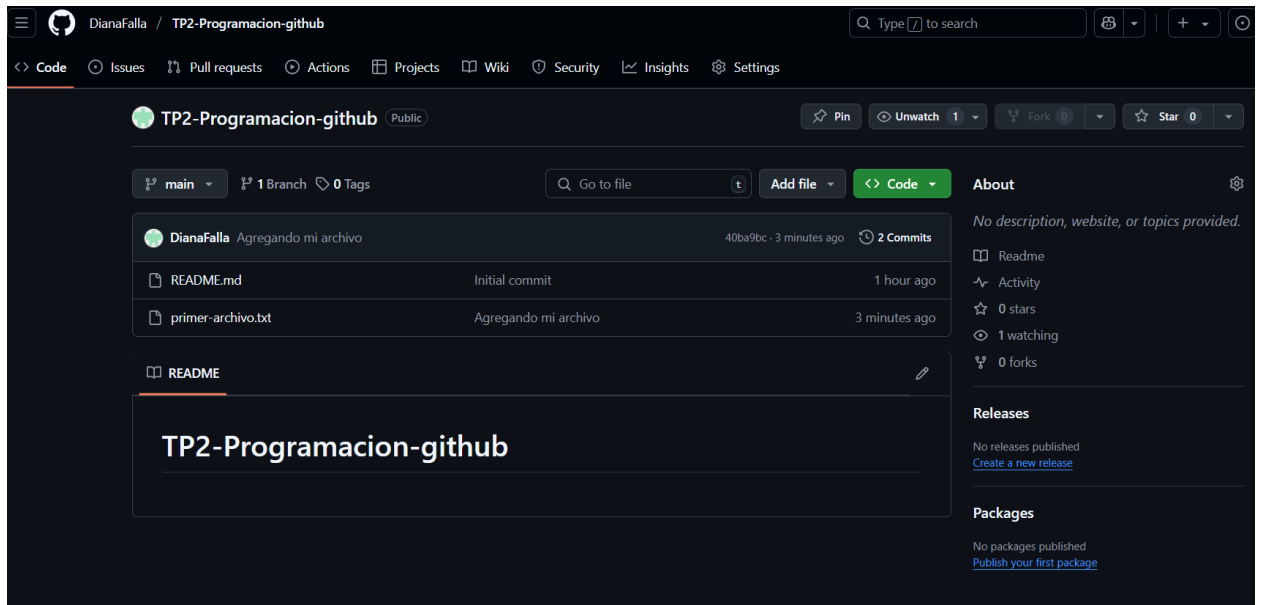 DianaFalla / TP2-Programacion-github
Type / to search
Code Issues Pull requests Actions Projects Wiki Security Insights Settings
TP2-Programacion-github Public
Pin Unwatch 1 Fork 0 Star 0
main 1 Branch 0 Tags
Go to file t Add file Code
DianaFalla Agregando mi archivo 40ba9bc · 3 minutes ago 2 Commits
README.md Initial commit 1 hour ago
primer-archivo.txt Agregando mi archivo 3 minutes ago
README
TP2-Programacion-github
About
No description, website, or topics provided.
Readme
Activity
0 stars
1 watching
0 forks
Releases
No releases published
Create a new release
Packages
No packages published
Publish your first package